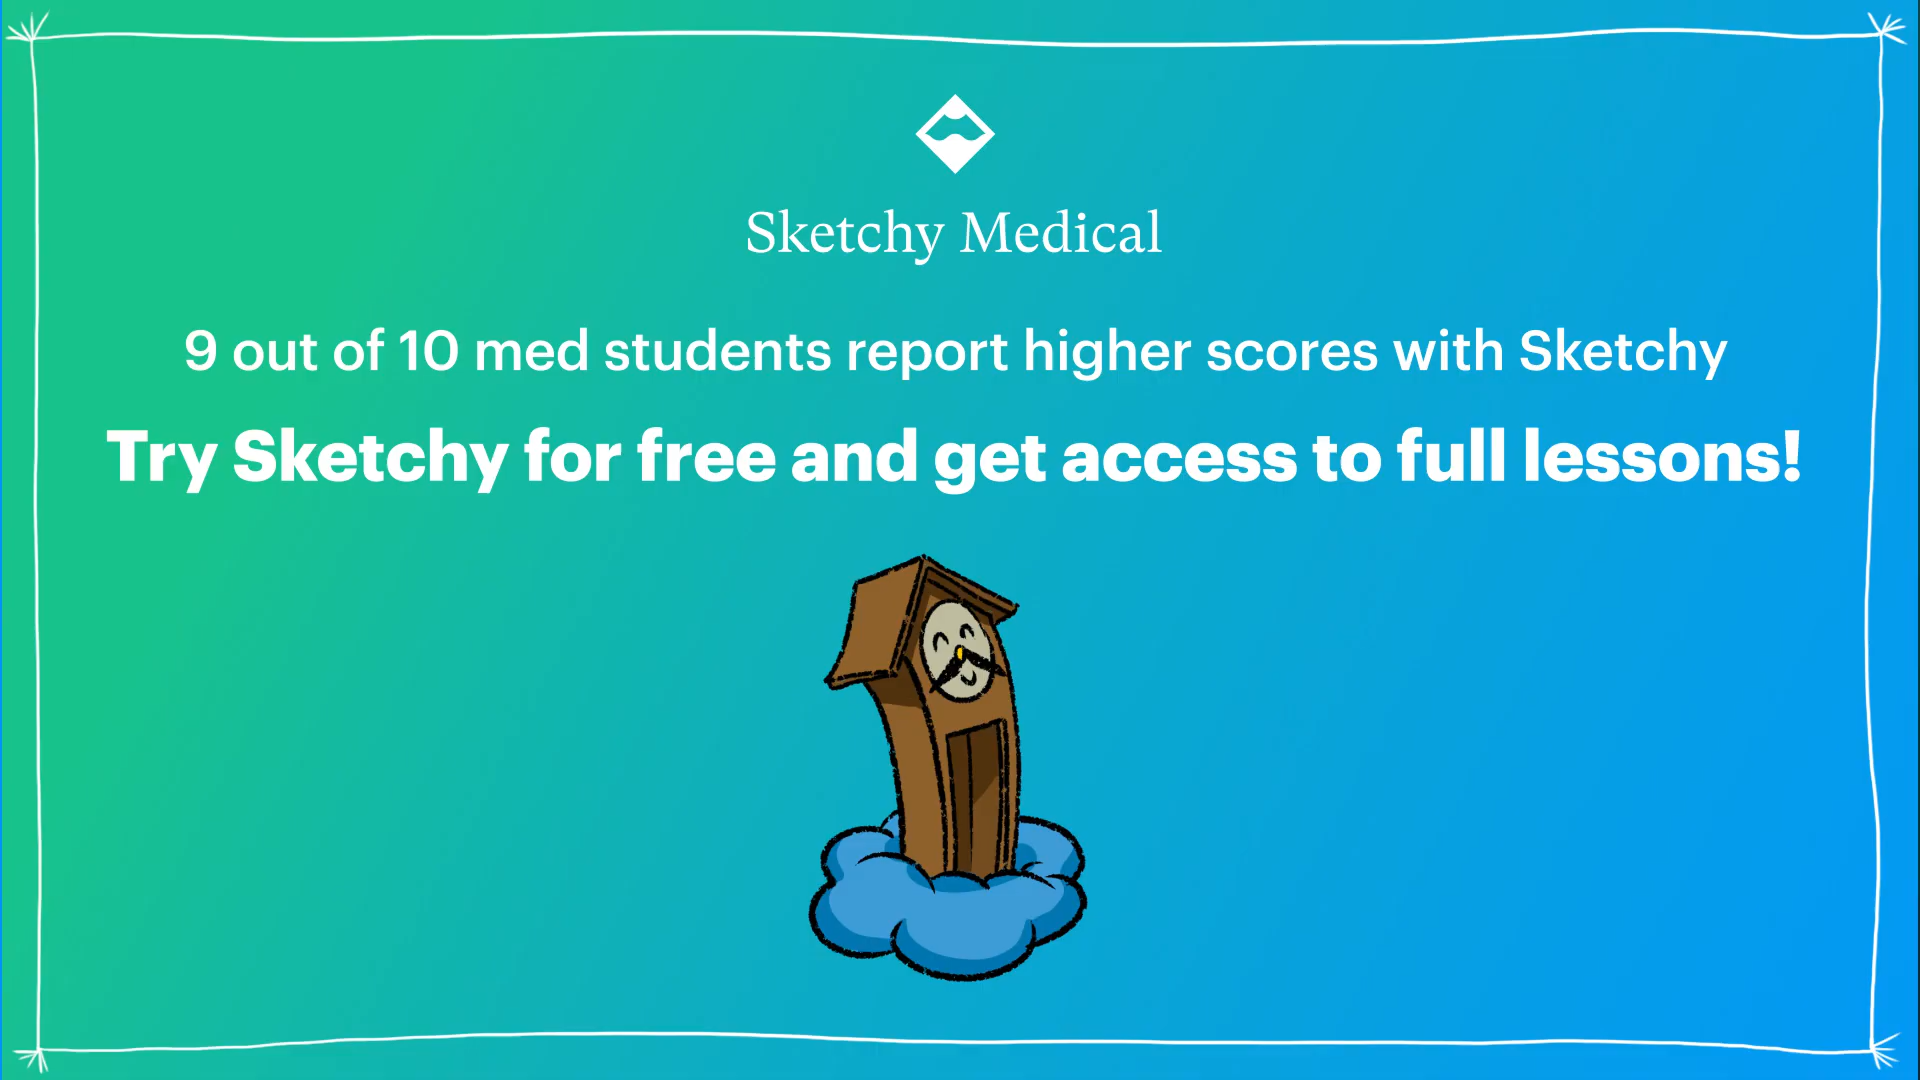 Sketchy Medical
9 out of 10 med students report higher scores with Sketchy
Try Sketchy for free and get access to full lessons!